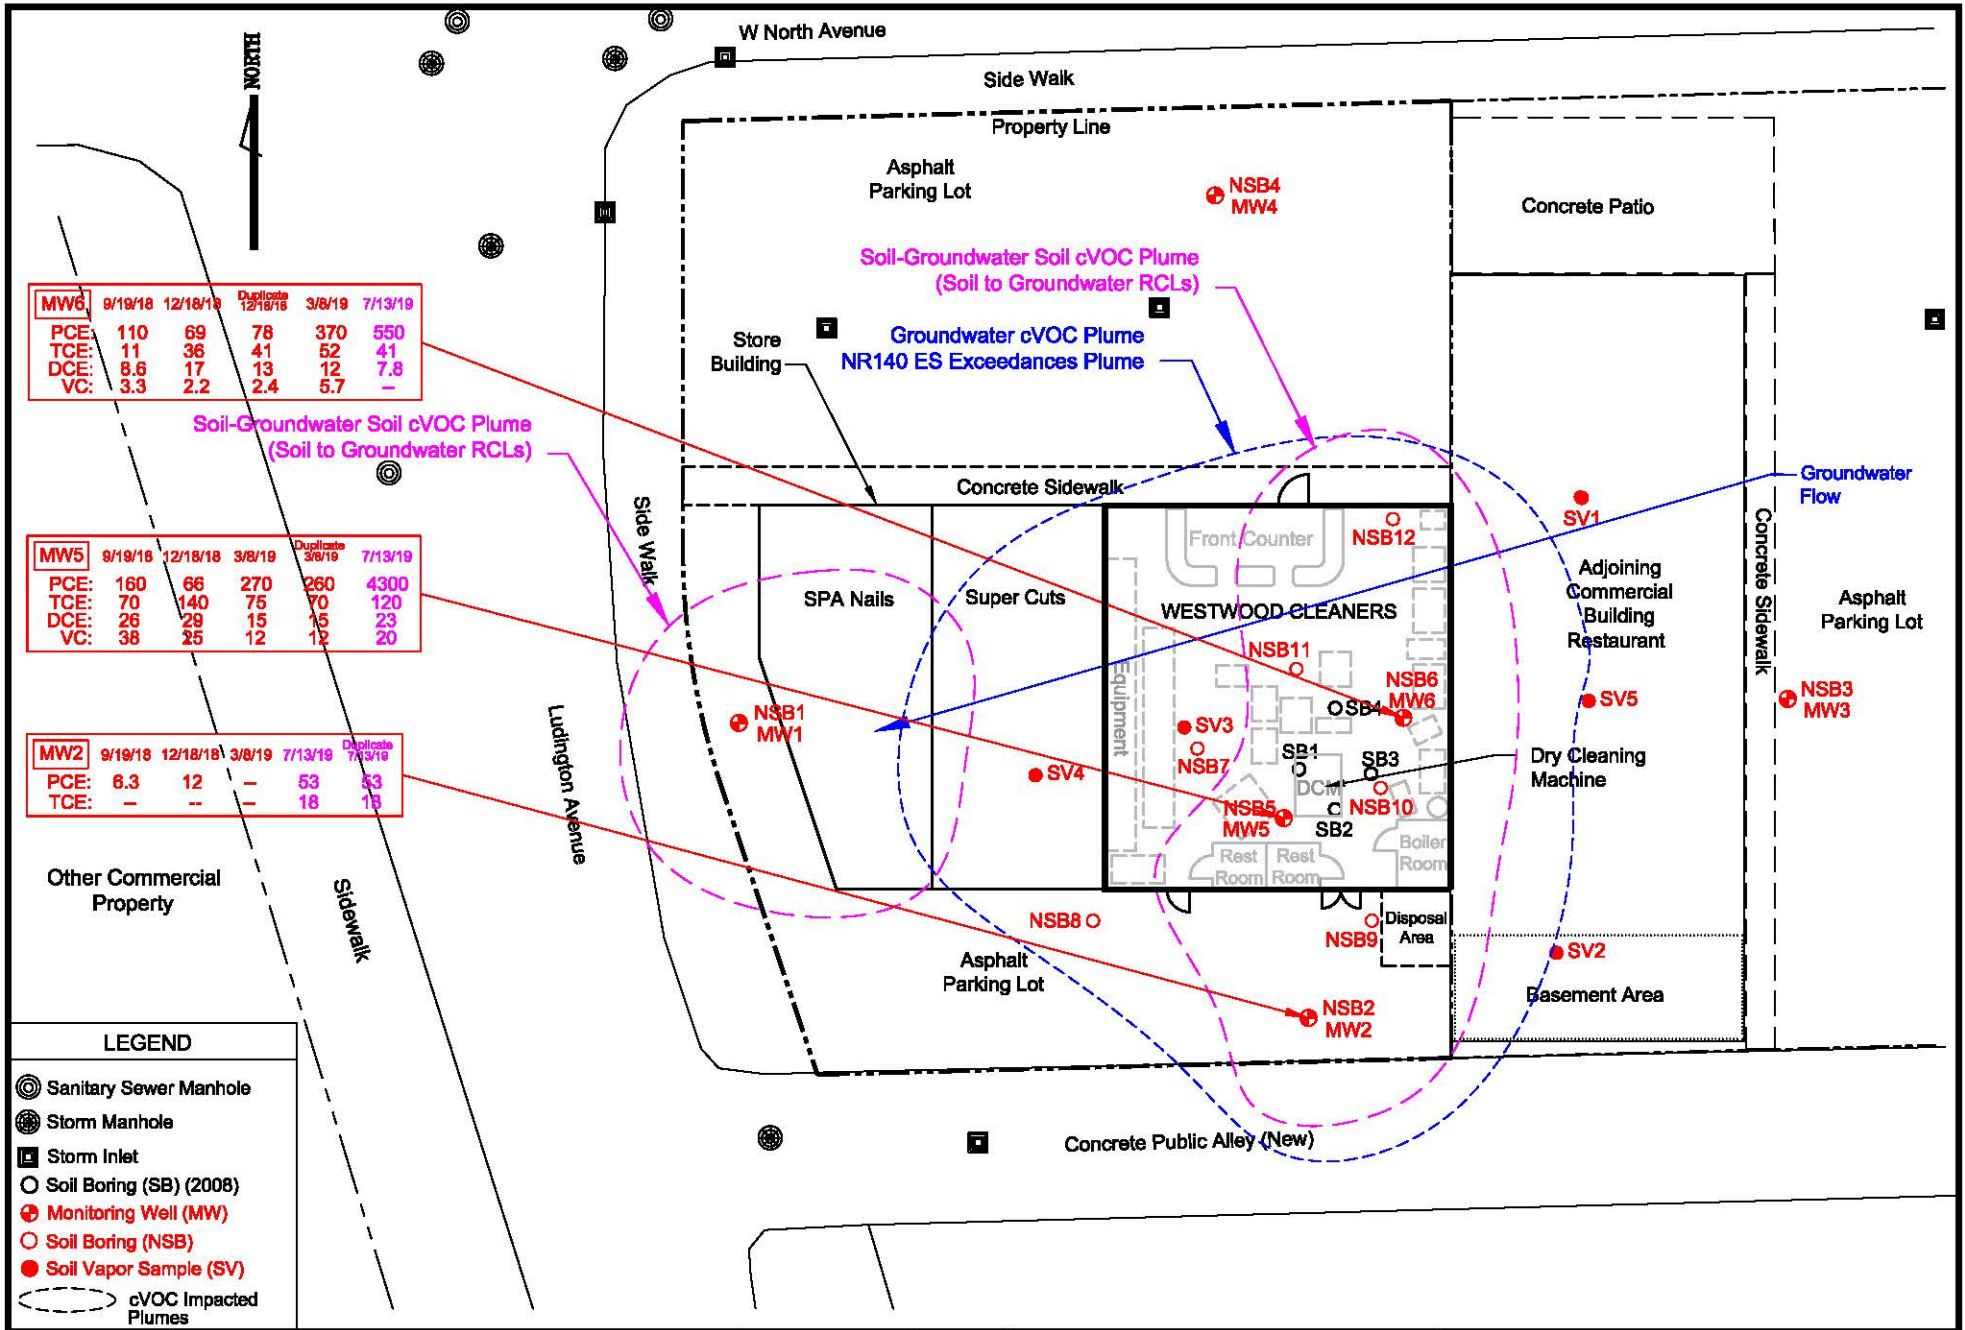 W North Avenue
NORTH
Side Walk
Property Line
Asphalt
Parking Lot
NSB4
MW4
Concrete Patio
Soil-Groundwater Soil cVOC Plume
(Soil to Groundwater RCLs)
Groundwater cVOC Plume
NR140 ES Exceedances Plume
Store
Building
MW6 9/19/18 12/18/18 Duplicate 12/18/18 3/8/19 7/13/19
PCE: 110 69 78 370 550
TCE: 11 36 41 52 41
DCE: 8.6 17 13 12 7.8
VC: 3.3 2.2 2.4 5.7 –
Soil-Groundwater Soil cVOC Plume
(Soil to Groundwater RCLs)
MW5 9/19/18 12/18/18 3/8/19 Duplicate 3/8/19 7/13/19
PCE: 160 66 270 260 4300
TCE: 70 140 75 70 120
DCE: 26 29 15 15 23
VC: 38 25 12 12 20
MW2 9/19/18 12/18/18 3/8/19 7/13/19 Duplicate 7/13/19
PCE: 6.3 12 – 53 53
TCE: – -- – 18 18
Concrete Sidewalk
Side Walk
Groundwater
Flow
Front Counter
NSB12
SV1
SPA Nails
Super Cuts
WESTWOOD CLEANERS
Adjoining
Commercial
Building
Restaurant
Concrete Sidewalk
Asphalt
Parking Lot
Equipment
NSB11
NSB6
MW6
SB4
SV5
NSB3
MW3
NSB1
MW1
SV3
NSB7
SV4
SB1
SB3
DCM
NSB10
Dry Cleaning
Machine
NSB5
MW5
SB2
Boiler
Room
Rest
Room
Rest
Room
Ludington Avenue
NSB8
NSB9
Disposal
Area
SV2
Basement Area
Asphalt
Parking Lot
NSB2
MW2
Other Commercial
Property
Sidewalk
Concrete Public Alley (New)
LEGEND
Sanitary Sewer Manhole
Storm Manhole
Storm Inlet
Soil Boring (SB) (2008)
Monitoring Well (MW)
Soil Boring (NSB)
Soil Vapor Sample (SV)
cVOC Impacted
Plumes